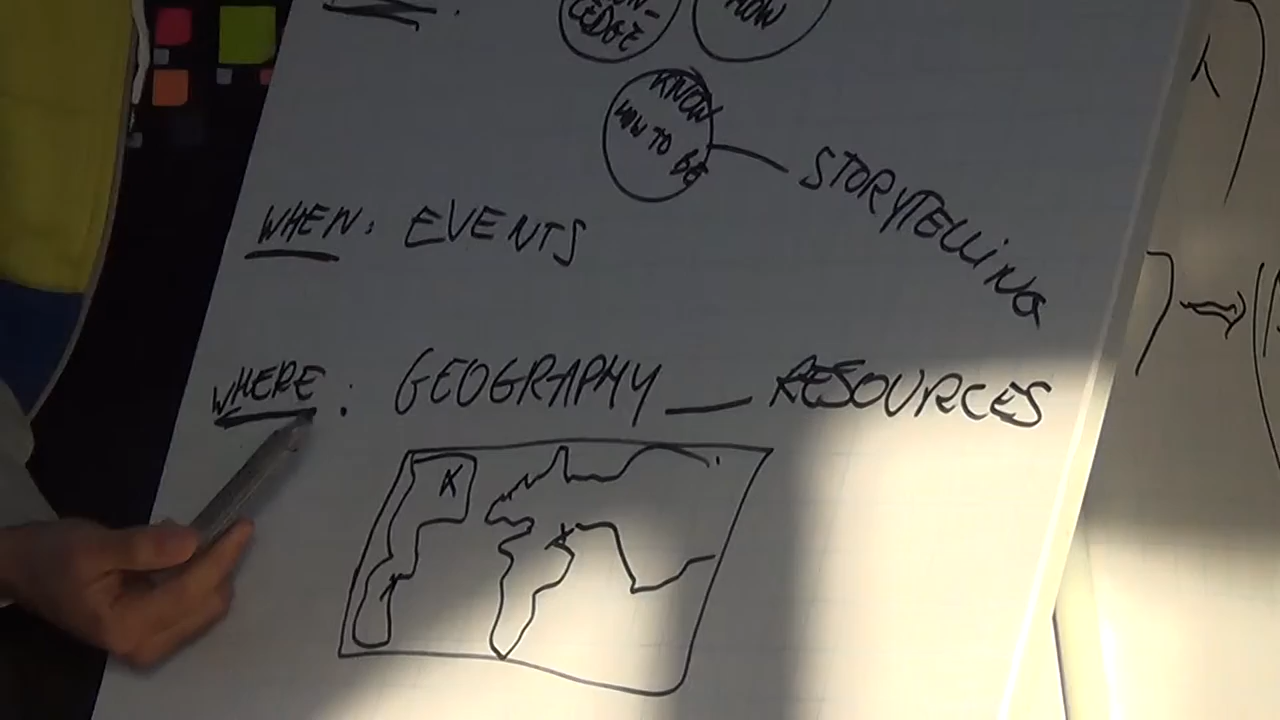 KNOW
HOW TO
BE
STORYTELLING
WHEN: EVENTS
WHERE: GEOGRAPHY _ RESOURCES